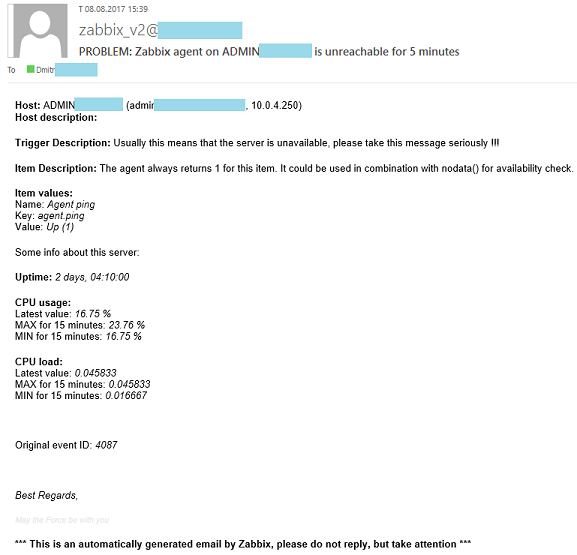 T 08.08.2017 15:39
zabbix_v2@
PROBLEM: Zabbix agent on ADMIN is unreachable for 5 minutes
To Dmitr
Host: ADMIN (admin , 10.0.4.250)
Host description:
Trigger Description: Usually this means that the server is unavailable, please take this message seriously !!!
Item Description: The agent always returns 1 for this item. It could be used in combination with nodata() for availability check.
Item values:
Name: Agent ping
Key: agent.ping
Value: Up (1)
Some info about this server:
Uptime: 2 days, 04:10:00
CPU usage:
Latest value: 16.75 %
MAX for 15 minutes: 23.76 %
MIN for 15 minutes: 16.75 %
CPU load:
Latest value: 0.045833
MAX for 15 minutes: 0.045833
MIN for 15 minutes: 0.016667
Original event ID: 4087
Best Regards,
May the Force be with you
*** This is an automatically generated email by Zabbix, please do not reply, but take attention ***